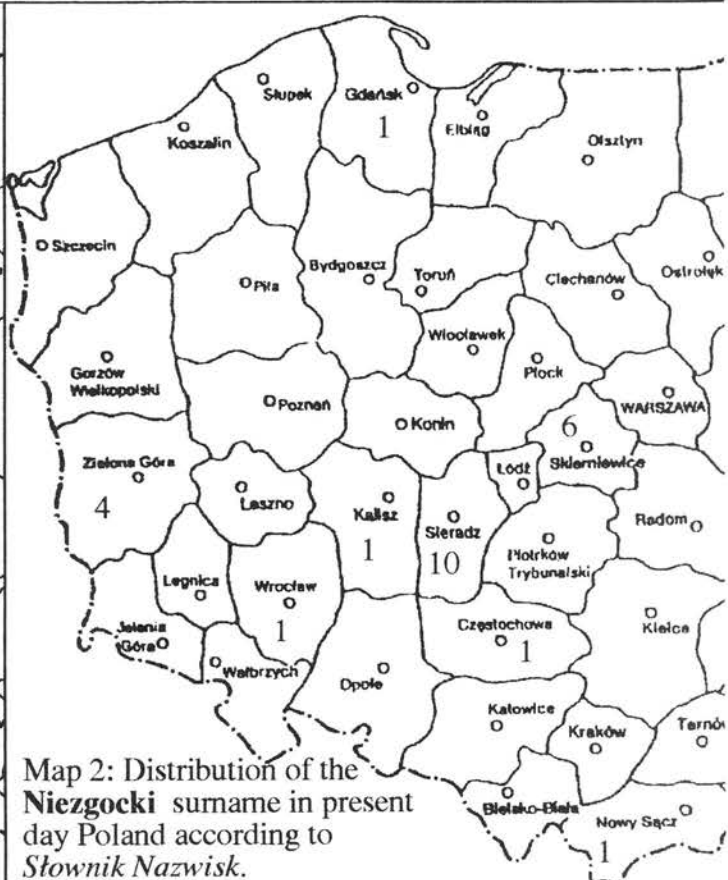 Słupsk
Gdańsk
1
Elbląg
Olsztyn
Koszalin
Szczecin
Piła
Bydgoszcz
Toruń
Ciechanów
Ostrołęk
Włocławek
Płock
Gorzów
Wielkopolski
Poznań
Konin
WARSZAWA
6
Skierniewice
Łódź
Zielona Góra
4
Leszno
Kalisz
1
Sieradz
10
Piotrków
Trybunalski
Radom
Legnica
Wrocław
1
Jelenia
Góra
Wałbrzych
Opole
Częstochowa
1
Kielce
Katowice
Kraków
Tarnów
Bielsko-Biała
Nowy Sącz
1
Map 2: Distribution of the
Niezgocki surname in present
day Poland according to
Słownik Nazwisk.